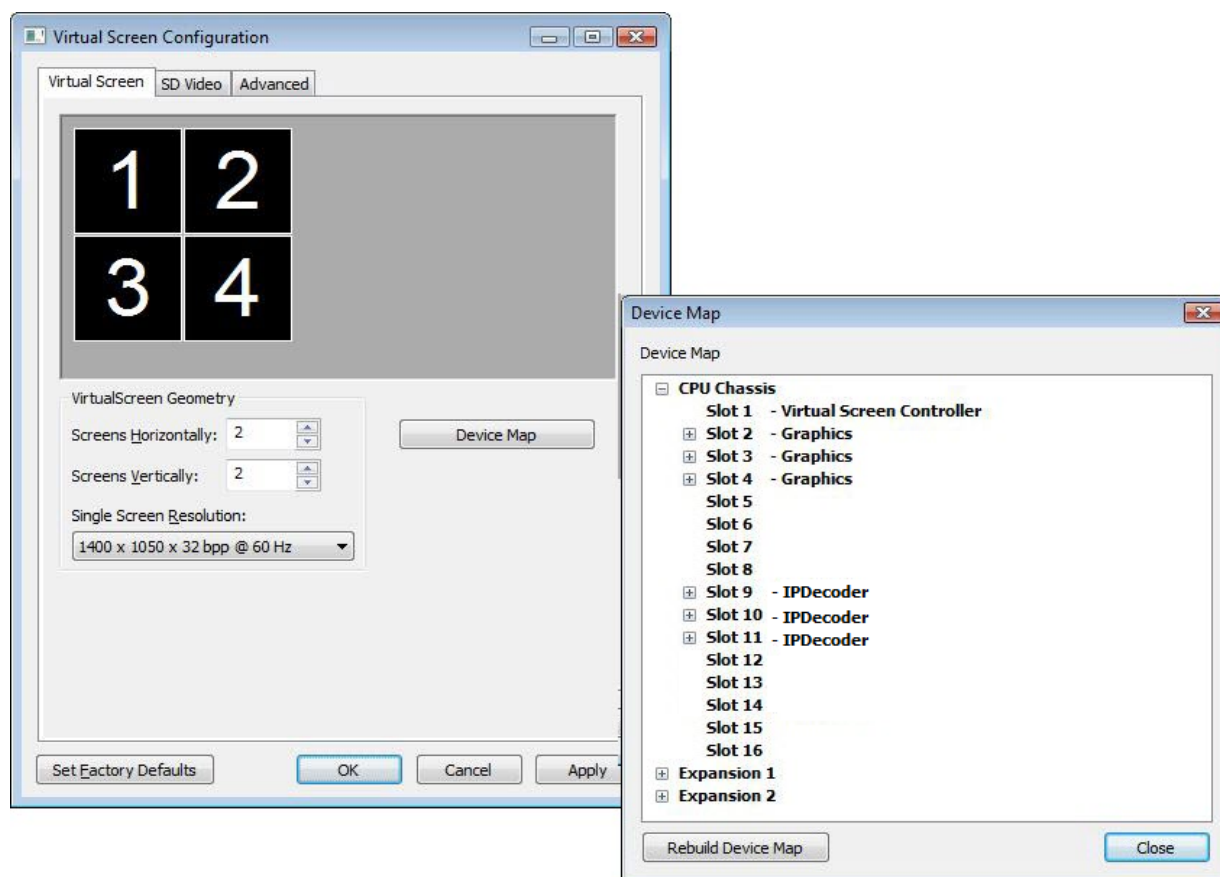 Virtual Screen Configuration
Virtual Screen SD Video Advanced
1 2
3 4
VirtualScreen Geometry
Screens Horizontally: 2
Device Map
Screens Vertically: 2
Single Screen Resolution:
1400 x 1050 x 32 bpp @ 60 Hz
Set Factory Defaults OK Cancel Apply
Device Map
Device Map
CPU Chassis
Slot 1 - Virtual Screen Controller
Slot 2 - Graphics
Slot 3 - Graphics
Slot 4 - Graphics
Slot 5
Slot 6
Slot 7
Slot 8
Slot 9 - IPDecoder
Slot 10 - IPDecoder
Slot 11 - IPDecoder
Slot 12
Slot 13
Slot 14
Slot 15
Slot 16
Expansion 1
Expansion 2
Rebuild Device Map Close